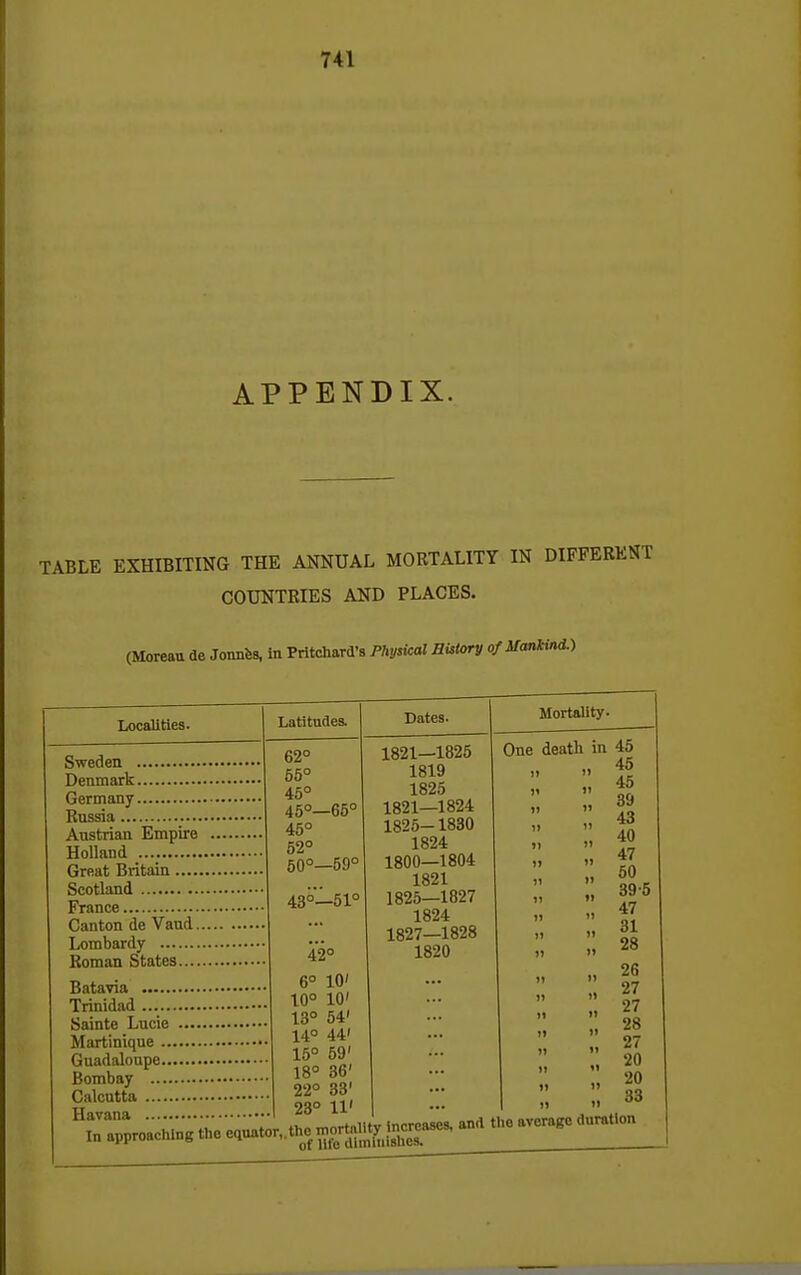 741
APPENDIX.
TABLE EXHIBITING THE ANNUAL MORTALITY IN DIFFERENT
COUNTRIES AND PLACES.
(Moreau de Jonnès, in Pritchard's Physical History of Mankind.)
Localities. Latitudes. Dates. Mortality.
Sweden ........ 62° 1821—1825 One death in 45
Denmark........ 55° 1819 „ „ 45
Germany........ 45° 1825 „ „ 45
Russia ........ 45°—65° 1821—1824 „ „ 39
Austrian Empire ........ 45° 1825-1830 „ „ 43
Holland ........ 52° 1824 „ „ 40
Great Britain ........ 50°—59° 1800—1804 „ „ 47
Scotland ........ ... 1821 „ „ 50
France ........ 43°—51° 1825—1827 „ „ 39·5
Canton de Vaud ........ ... 1824 „ „ 47
Lombardy ........ ... 1827—1828 „ „ 31
Roman States........ 42° 1820 „ „ 28
Batavia ........ 6° 10' ... „ „ 26
Trinidad ........ 10° 10' ... „ „ 27
Sainte Lucie ........ 13° 54' ... „ „ 27
Martinique ........ 14° 44' ... „ „ 28
Guadaloupe........ 15° 59' ... „ „ 27
Bombay ........ 18° 36' ... „ „ 20
Calcutta ........ 22° 33' ... „ „ 20
Havana ........ 23° 11' ... „ „ 33
In approaching the equator, the mortality increases, and the average duration
of life diminishes.